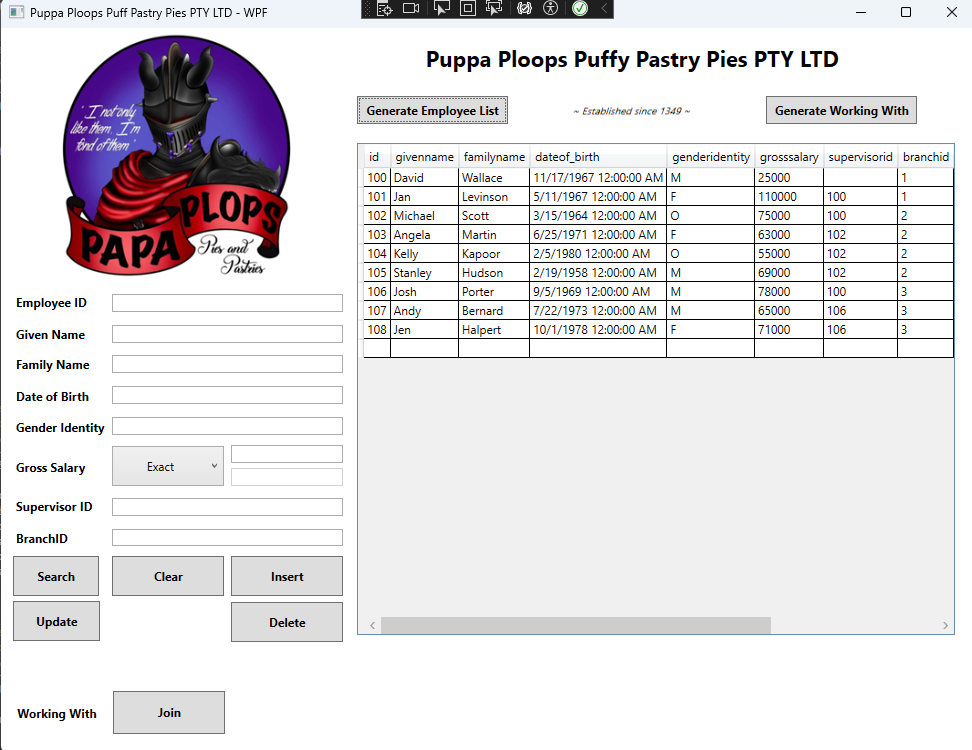 Puppa Ploops Puff Pastry Pies PTY LTD - WPF
' I not only
like them, I'm
fond of them '
PAPA PLOPS
Pies and
Pastries
Puppa Ploops Puffy Pastry Pies PTY LTD
Generate Employee List ~ Established since 1349 ~ Generate Working With
id givenname familyname dateof_birth genderidentity grosssalary supervisorid branchid
100 David Wallace 11/17/1967 12:00:00 AM M 25000 1
101 Jan Levinson 5/11/1967 12:00:00 AM F 110000 100 1
102 Michael Scott 3/15/1964 12:00:00 AM O 75000 100 2
103 Angela Martin 6/25/1971 12:00:00 AM F 63000 102 2
104 Kelly Kapoor 2/5/1980 12:00:00 AM O 55000 102 2
105 Stanley Hudson 2/19/1958 12:00:00 AM M 69000 102 2
106 Josh Porter 9/5/1969 12:00:00 AM M 78000 100 3
107 Andy Bernard 7/22/1973 12:00:00 AM M 65000 106 3
108 Jen Halpert 10/1/1978 12:00:00 AM F 71000 106 3
Employee ID
Given Name
Family Name
Date of Birth
Gender Identity
Gross Salary Exact
Supervisor ID
BranchID
Search Clear Insert
Update Delete
Working With Join